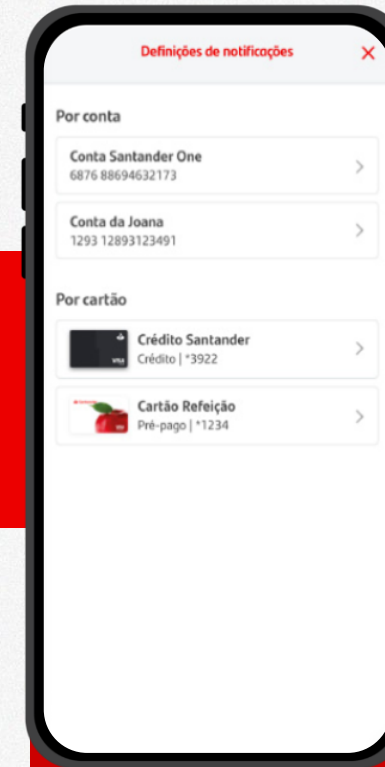 Definições de notificações
Por conta
Conta Santander One
6876 88694632173
Conta da Joana
1293 12893123491
Por cartão
Crédito Santander
Crédito | *3922
VISA
Cartão Refeição
Pré-pago | *1234